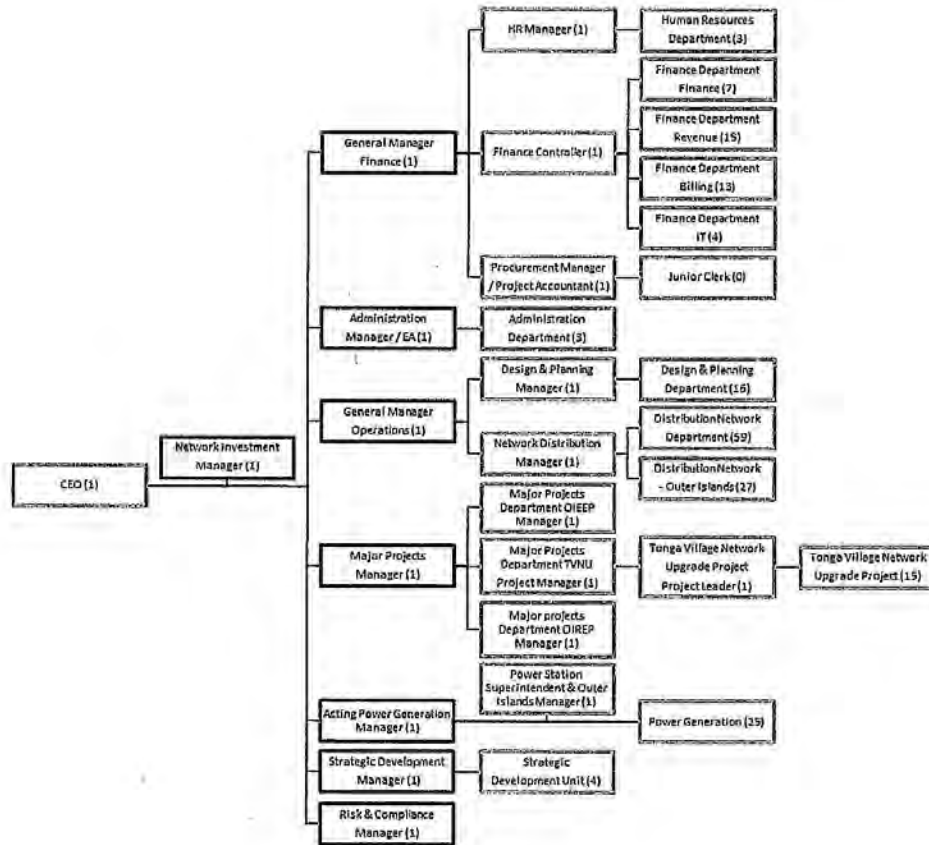 HR Manager (1)
Human Resources
Department (3)
Finance Department
Finance (7)
Finance Department
Revenue (15)
General Manager
Finance (1)
Finance Controller (1)
Finance Department
Billing (13)
Finance Department
IT (4)
Procurement Manager
/ Project Accountant (1)
Junior Clerk (0)
Administration
Manager / EA (1)
Administration
Department (3)
Design & Planning
Manager (1)
Design & Planning
Department (16)
General Manager
Operations (1)
Distribution Network
Department (59)
Network Distribution
Manager (1)
Distribution Network
- Outer Islands (27)
Network Investment
Manager (1)
CEO (1)
Major Projects
Department OIEEP
Manager (1)
Major Projects
Manager (1)
Major Projects
Department TVNU
Project Manager (1)
Tonga Village Network
Upgrade Project
Project Leader (1)
Tonga Village Network
Upgrade Project (15)
Major projects
Department OIREP
Manager (1)
Power Station
Superintendent & Outer
Islands Manager (1)
Acting Power Generation
Manager (1)
Power Generation (25)
Strategic Development
Manager (1)
Strategic
Development Unit (4)
Risk & Compliance
Manager (1)